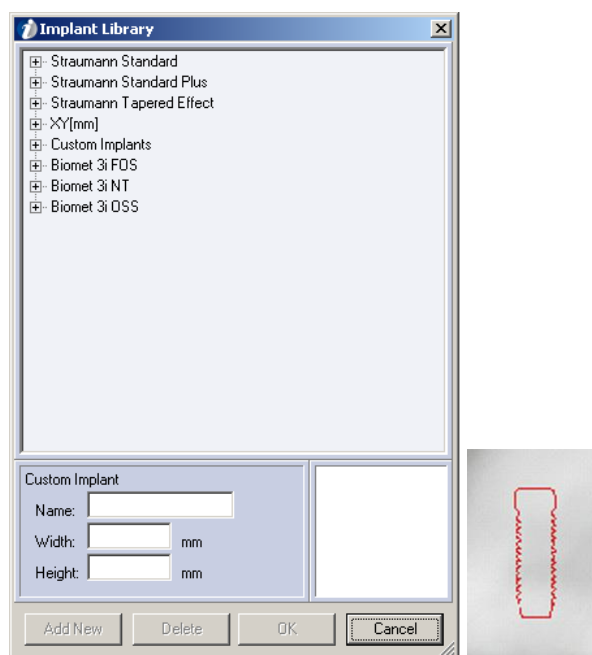 Implant Library
Straumann Standard
Straumann Standard Plus
Straumann Tapered Effect
XY[mm]
Custom Implants
Biomet 3i FOS
Biomet 3i NT
Biomet 3i OSS
Custom Implant
Name:
Width: mm
Height: mm
Add New Delete OK Cancel